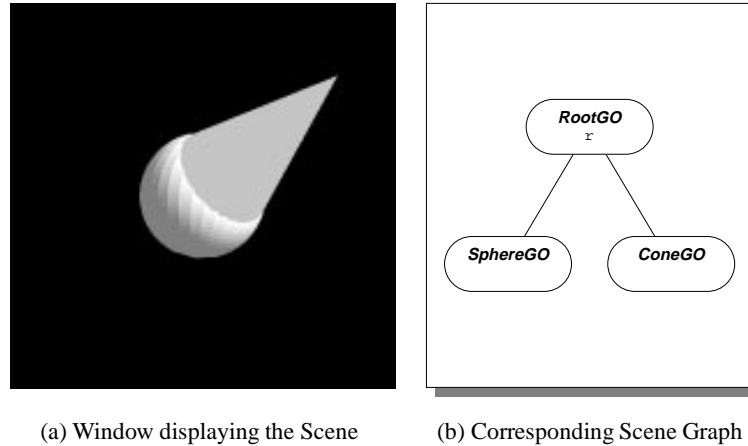 RootGO
r
SphereGO
ConeGO
(a) Window displaying the Scene
(b) Corresponding Scene Graph